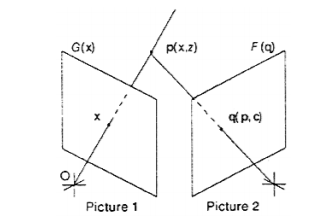 G(x)
p(x,z)
F(q)
x
q(p,c)
O
Picture 1
Picture 2